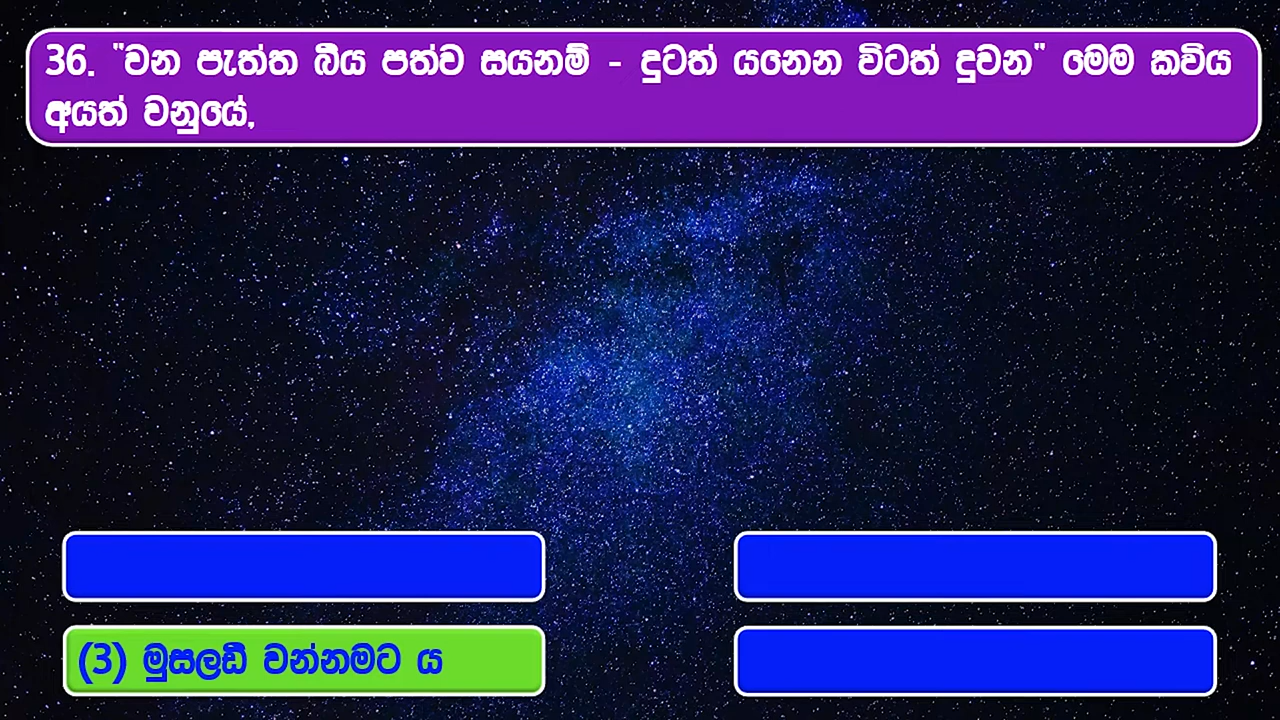 36. "වන පැත්ත බීය පත්ව සයනම් - දුටත් යනෙන විටත් දුවන" මෙම කවිය
අයත් වනුයේ,
(3) මුසලඩී වන්නමට ය